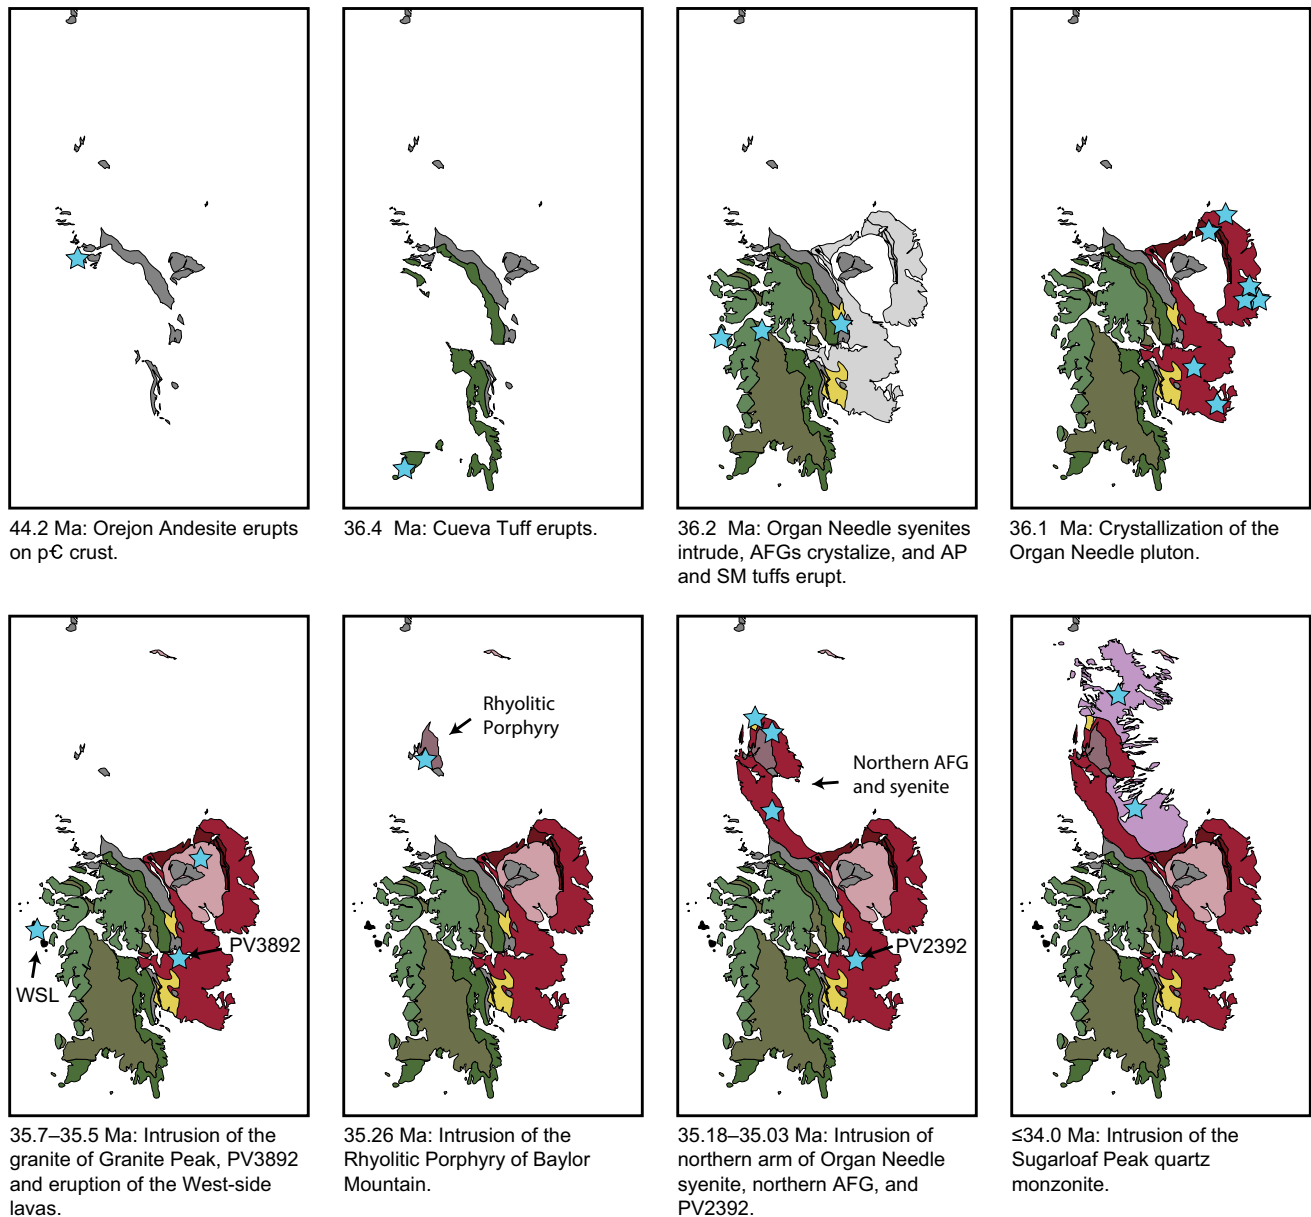 44.2 Ma: Orejon Andesite erupts
on p€ crust.
36.4  Ma: Cueva Tuff erupts.
36.2  Ma: Organ Needle syenites
intrude, AFGs crystalize, and AP
and SM tuffs erupt.
36.1  Ma: Crystallization of the
Organ Needle pluton.
PV3892
WSL
35.7–35.5 Ma: Intrusion of the
granite of Granite Peak, PV3892
and eruption of the West-side
lavas.
Rhyolitic
Porphyry
35.26 Ma: Intrusion of the
Rhyolitic Porphyry of Baylor
Mountain.
Northern AFG
and syenite
PV2392
35.18–35.03 Ma: Intrusion of
northern arm of Organ Needle
syenite, northern AFG, and
PV2392.
≤34.0 Ma: Intrusion of the
Sugarloaf Peak quartz
monzonite.